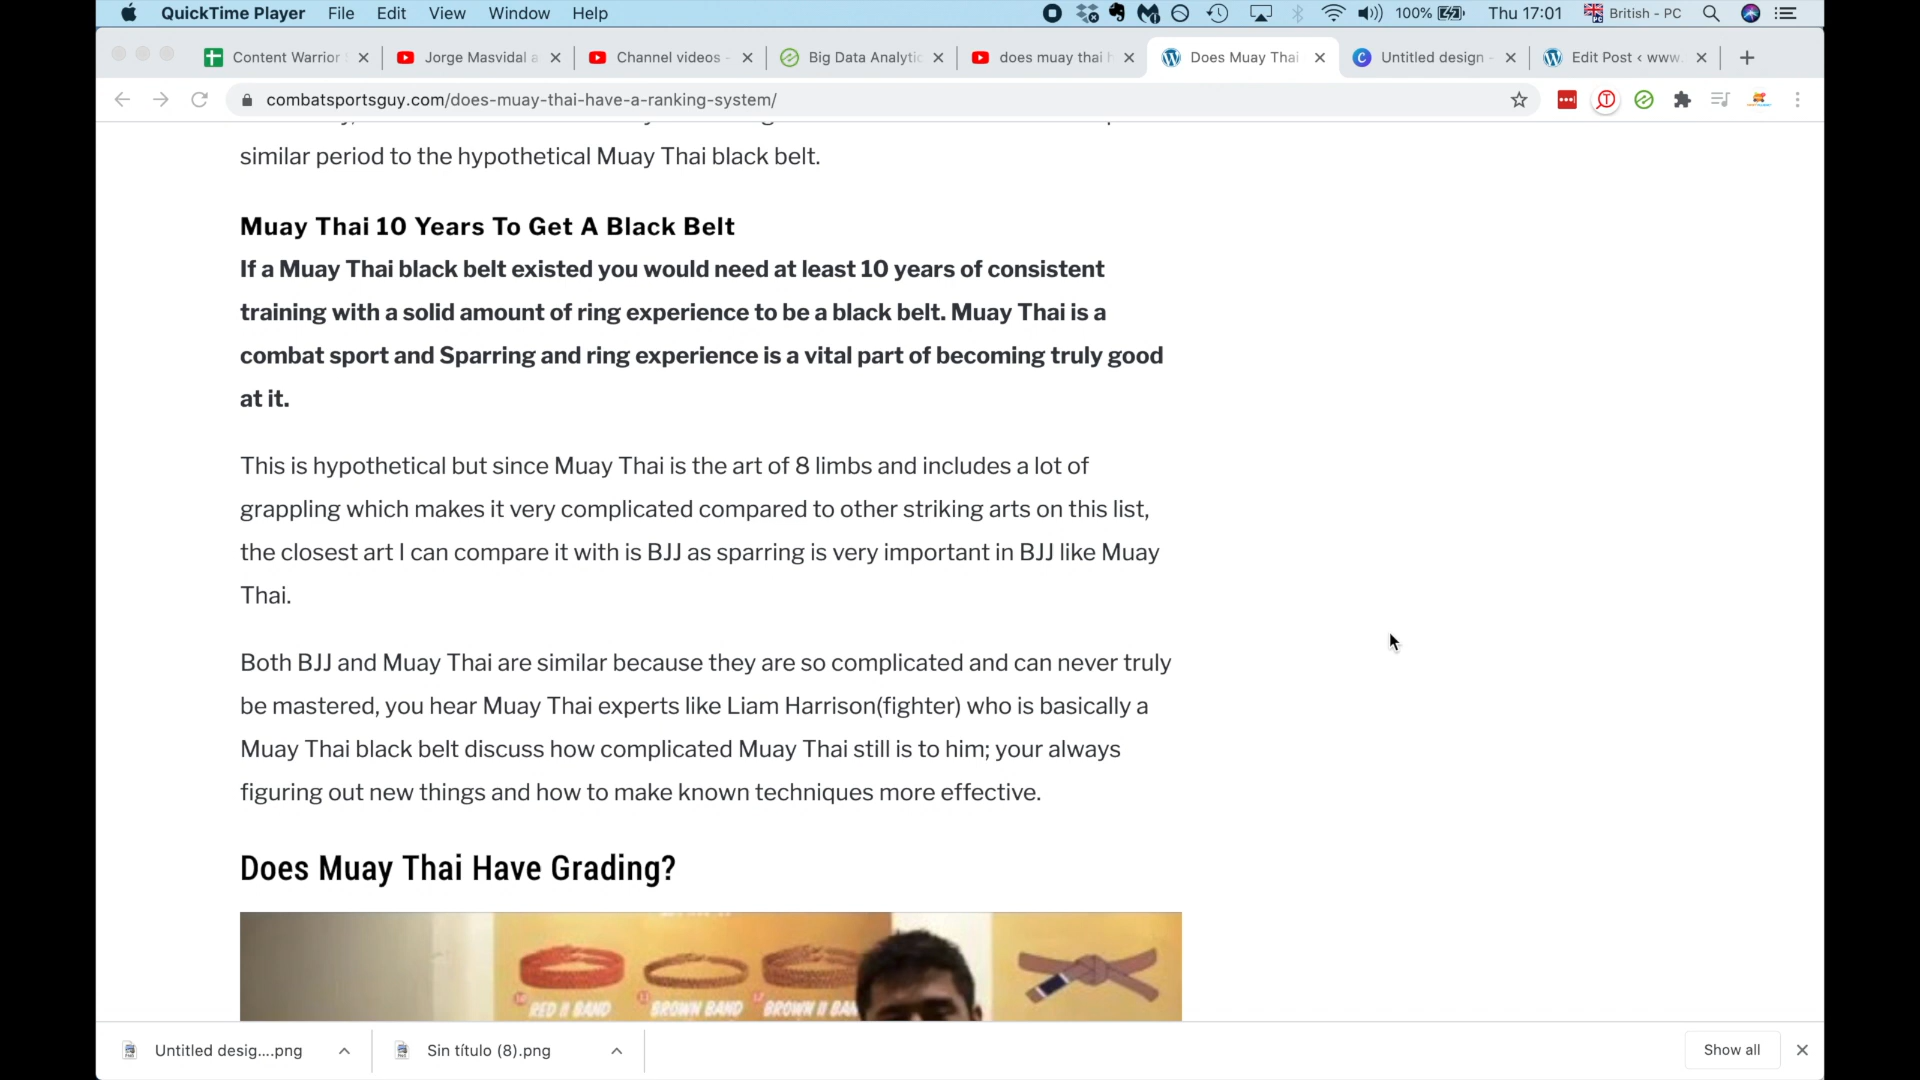 QuickTime Player File Edit View Window Help 100% Thu 17:01 British - PC
Content Warrior Jorge Masvidal a Channel videos - Big Data Analytic does muay thai h Does Muay Thai Untitled design - Edit Post ‹ www.
combatsportsguy.com/does-muay-thai-have-a-ranking-system/
similar period to the hypothetical Muay Thai black belt.
Muay Thai 10 Years To Get A Black Belt
If a Muay Thai black belt existed you would need at least 10 years of consistent
training with a solid amount of ring experience to be a black belt. Muay Thai is a
combat sport and Sparring and ring experience is a vital part of becoming truly good
at it.
This is hypothetical but since Muay Thai is the art of 8 limbs and includes a lot of
grappling which makes it very complicated compared to other striking arts on this list,
the closest art I can compare it with is BJJ as sparring is very important in BJJ like Muay
Thai.
Both BJJ and Muay Thai are similar because they are so complicated and can never truly
be mastered, you hear Muay Thai experts like Liam Harrison(fighter) who is basically a
Muay Thai black belt discuss how complicated Muay Thai still is to him; your always
figuring out new things and how to make known techniques more effective.
Does Muay Thai Have Grading?
RED II BAND BROWN BAND BROWN II BAN
Untitled desig....png Sin título (8).png Show all